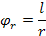 φᵣ = l/r